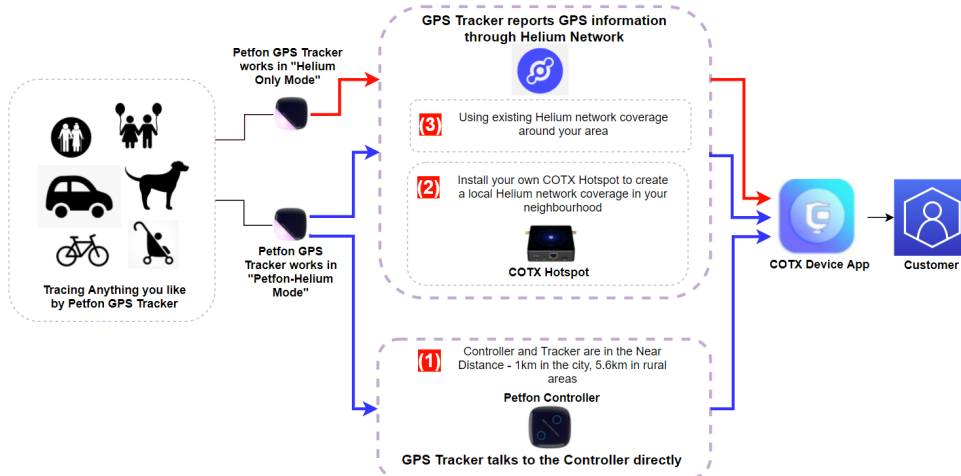 GPS Tracker reports GPS information
through Helium Network
Petfon GPS Tracker
works in "Helium
Only Mode"
(3)
Using existing Helium network coverage
around your area
(2)
Install your own COTX Hotspot to create
a local Helium network coverage in your
neighbourhood
COTX Hotspot
Petfon GPS
Tracker works in
"Petfon-Helium
Mode"
Tracing Anything you like
by Petfon GPS Tracker
COTX Device App
Customer
(1)
Controller and Tracker are in the Near
Distance - 1km in the city, 5.6km in rural
areas
Petfon Controller
GPS Tracker talks to the Controller directly